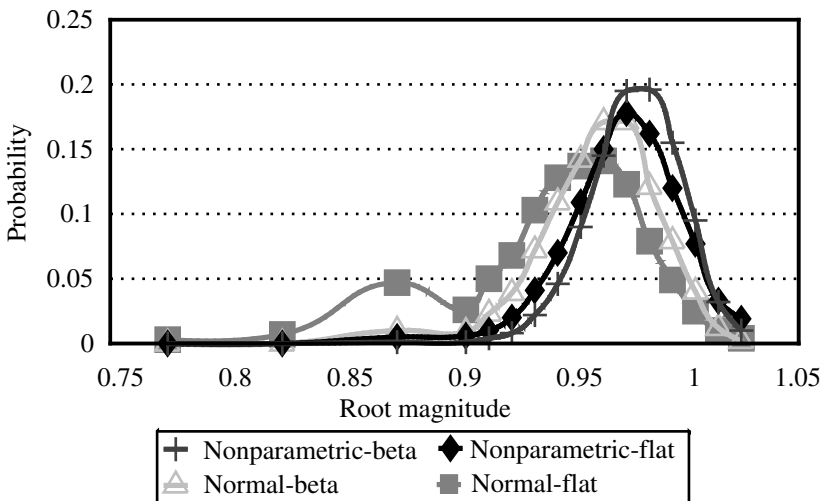 0.25
0.2
0.15
0.1
0.05
0
Probability
0.75 0.8 0.85 0.9 0.95 1 1.05
Root magnitude
Nonparametric-beta Nonparametric-flat
Normal-beta Normal-flat